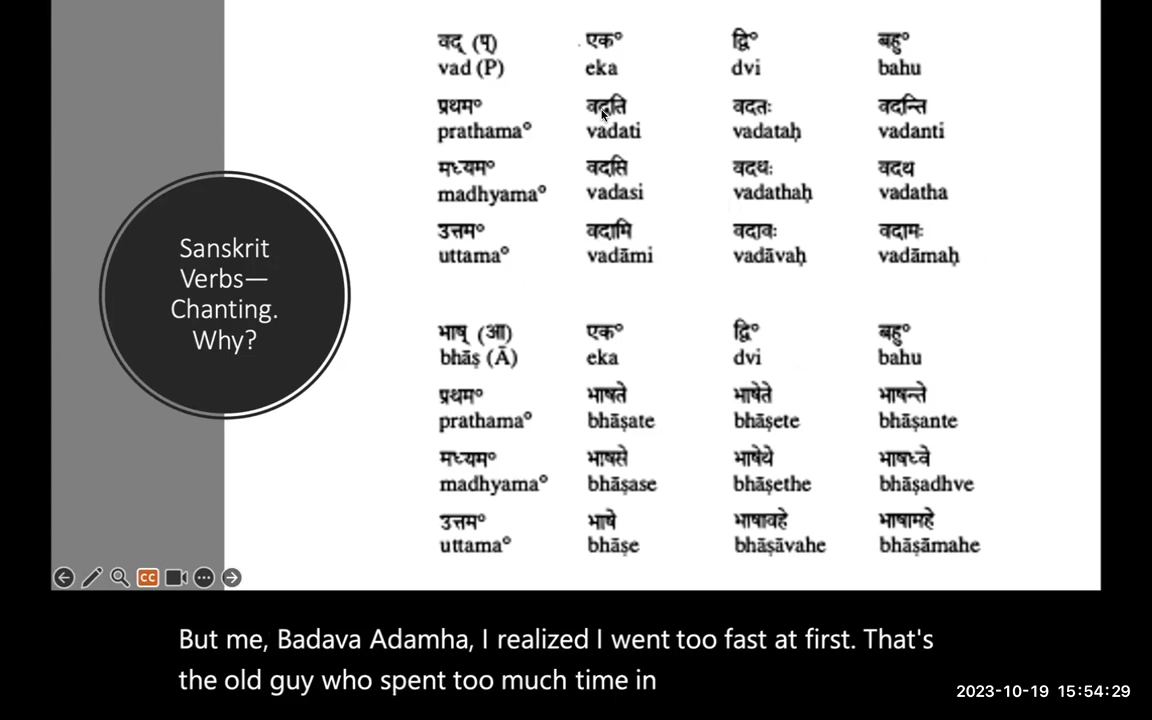 Sanskrit
Verbs—
Chanting.
Why?
वद् (प्) एक° द्वि° बहु°
vad (P) eka dvi bahu
प्रथम° वदति वदतः वदन्ति
prathama° vadati vadataḥ vadanti
मध्यम° वदसि वदथः वदथ
madhyama° vadasi vadathaḥ vadatha
उत्तम° वदामि वदावः वदामः
uttama° vadāmi vadāvaḥ vadāmaḥ
भाष् (आ) एक° द्वि° बहु°
bhāṣ (Ā) eka dvi bahu
प्रथम° भाषते भाषेते भाषन्ते
prathama° bhāṣate bhāṣete bhāṣante
मध्यम° भाषसे भाषेथे भाषध्वे
madhyama° bhāṣase bhāṣethe bhāṣadhve
उत्तम° भाषे भाषावहे भाषामहे
uttama° bhāṣe bhāṣāvahe bhāṣāmahe
CC
But me, Badava Adamha, I realized I went too fast at first. That's
the old guy who spent too much time in
2023-10-19 15:54:29